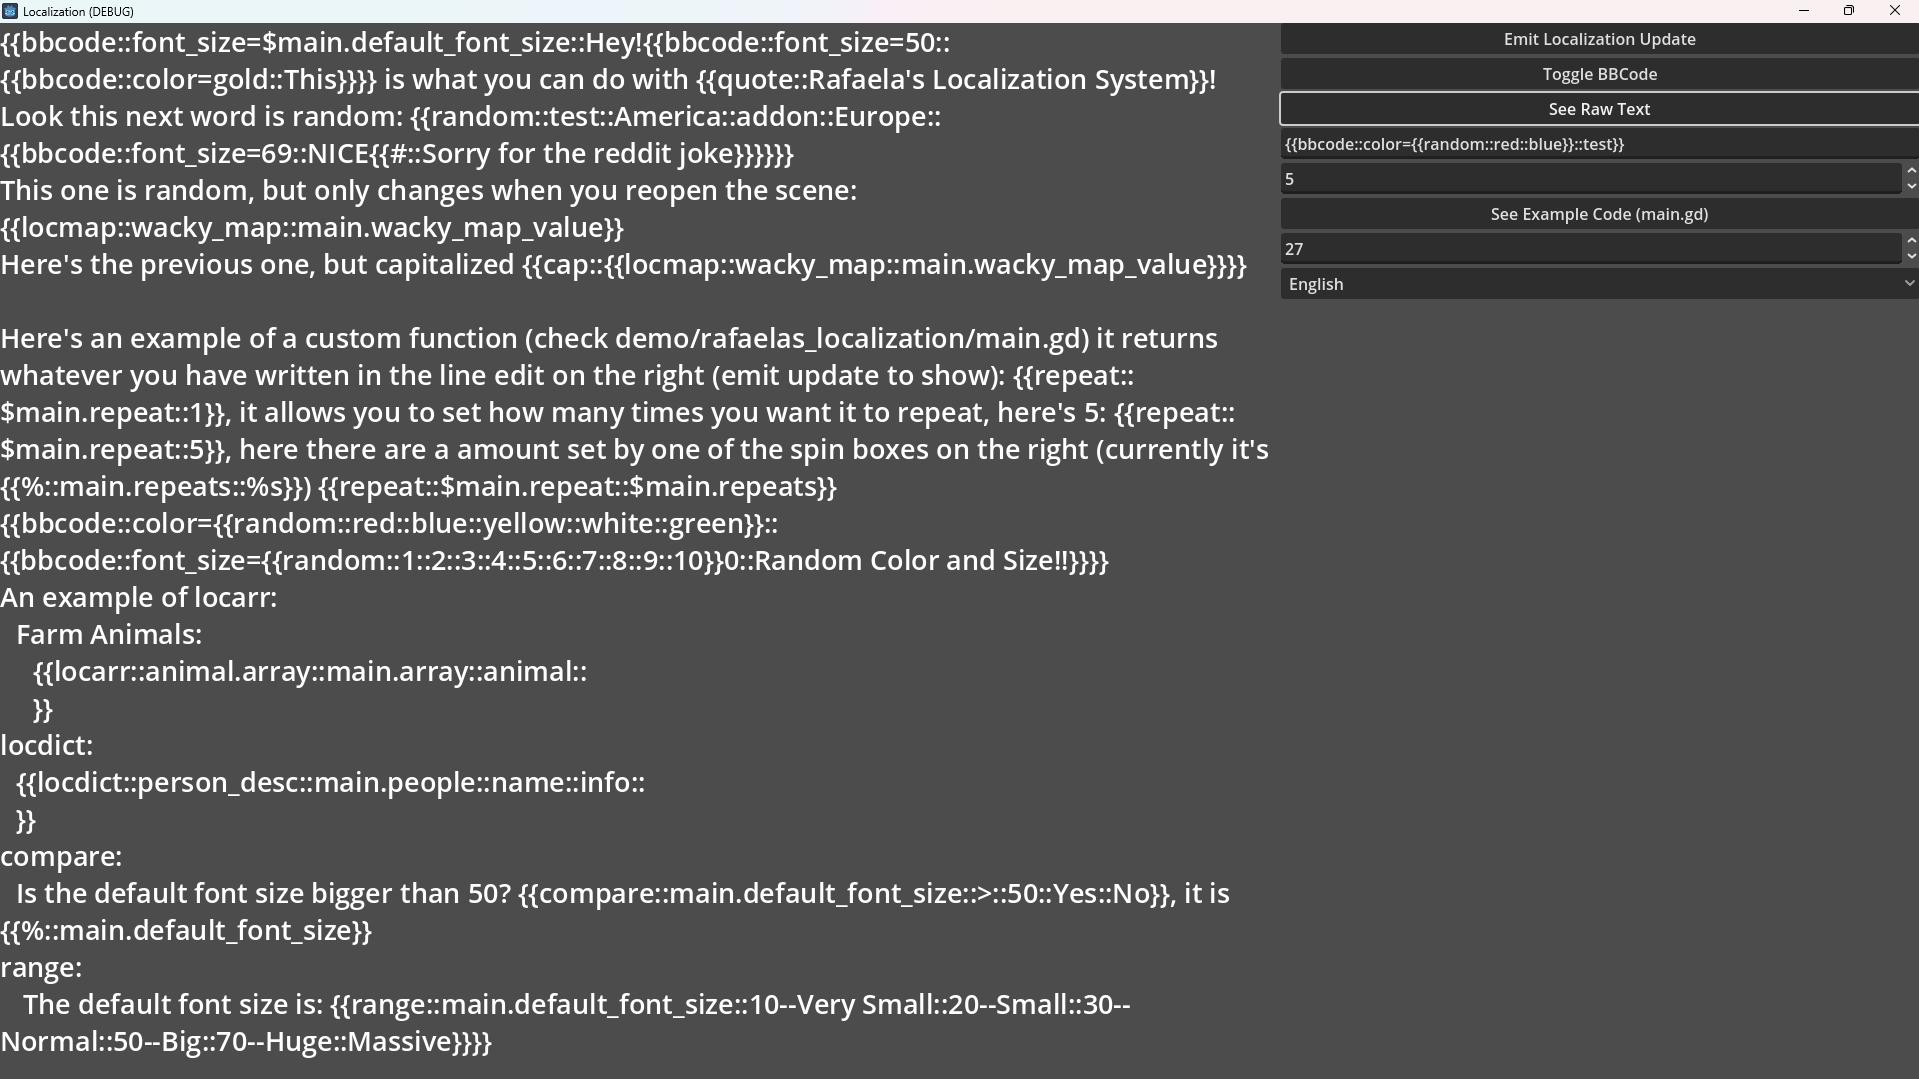 Localization (DEBUG)
{{bbcode::font_size=$main.default_font_size::Hey!{{bbcode::font_size=50::
{{bbcode::color=gold::This}}}} is what you can do with {{quote::Rafaela's Localization System}}!
Look this next word is random: {{random::test::America::addon::Europe::
{{bbcode::font_size=69::NICE{{#::Sorry for the reddit joke}}}}}}
This one is random, but only changes when you reopen the scene:
{{locmap::wacky_map::main.wacky_map_value}}
Here's the previous one, but capitalized {{cap::{{locmap::wacky_map::main.wacky_map_value}}}}
Here's an example of a custom function (check demo/rafaelas_localization/main.gd) it returns
whatever you have written in the line edit on the right (emit update to show): {{repeat::
$main.repeat::1}}, it allows you to set how many times you want it to repeat, here's 5: {{repeat::
$main.repeat::5}}, here there are a amount set by one of the spin boxes on the right (currently it's
{{%::main.repeats::%s}}) {{repeat::$main.repeat::$main.repeats}}
{{bbcode::color={{random::red::blue::yellow::white::green}}::
{{bbcode::font_size={{random::1::2::3::4::5::6::7::8::9::10}}0::Random Color and Size!!}}}}
An example of locarr:
Farm Animals:
{{locarr::animal.array::main.array::animal::
}}
locdict:
{{locdict::person_desc::main.people::name::info::
}}
compare:
Is the default font size bigger than 50? {{compare::main.default_font_size::>::50::Yes::No}}, it is
{{%::main.default_font_size}}
range:
The default font size is: {{range::main.default_font_size::10--Very Small::20--Small::30--
Normal::50--Big::70--Huge::Massive}}}}
Emit Localization Update
Toggle BBCode
See Raw Text
{{bbcode::color={{random::red::blue}}::test}}
5
See Example Code (main.gd)
27
English